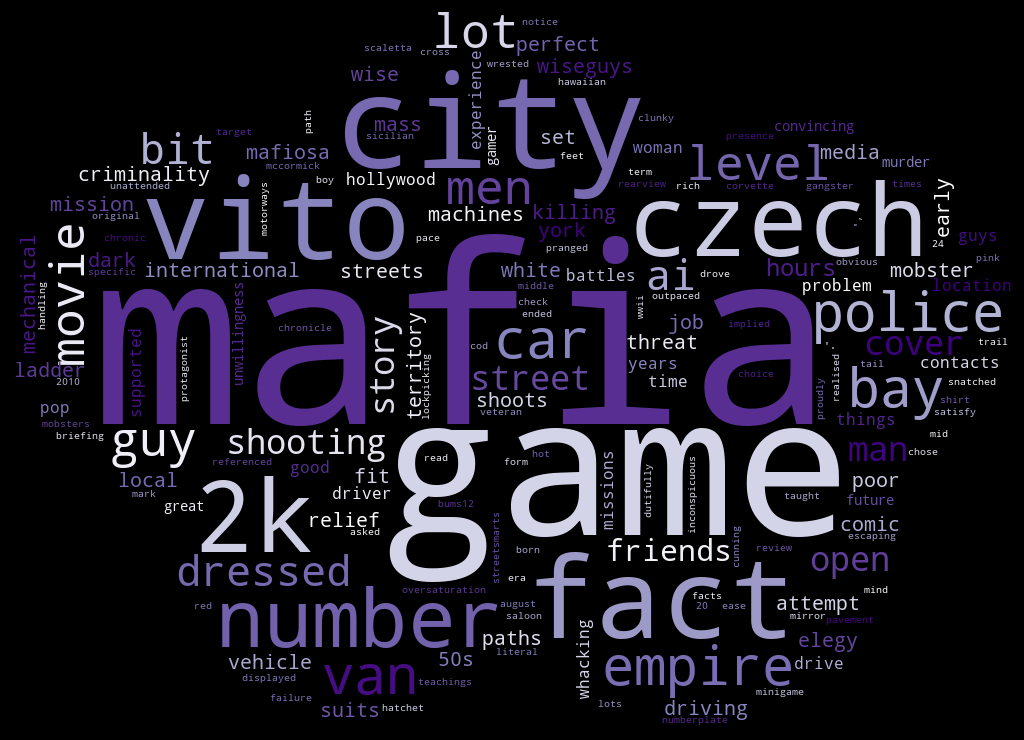 notice
lot
scaletta
cross
perfect
wrested
wise
wiseguys
hawaiian
experience
city
path
target
mass
sicilian
gamer
set
clunky
presence
convincing
bit
mafiosa
feet
woman
level
media
murder
criminality
mccormick
unattended
boy
hollywood
men
term
rearview
rich
corvette
gangster
times
early
mission
original
vito
motorways
machines
pace
killing
york
pranged
czech
24
guys
pink
chronic
dark
specific
international
streets
white
middle
battles
ai
drove
hours
obvious
problem
mobster
location
movie
mechanical
handling
unwillingness
mafia
check
ended
wwii
outpaced
police
trail
chronicle
story
territory
lockpicking
cod
car
threat
job
implied
realised
cover
contacts
ladder
2010
supported
protagonist
street
years
time
choice
proudly
tail
snatched
pop
mobsters
shoots
veteran
bay
shirt
satisfy
things
briefing
guy
shooting
game
man
mid
chose
referenced
good
read
form
hot
missions
dutifully
inconspicuous
local
mark
fit
driver
taught
poor
future
great
2k
relief
asked
bums12
streetsmarts
born
friends
cunning
review
comic
escaping
open
dressed
oversaturation
era
fact
facts
20
ease
mind
attempt
mirror
pavement
red
number
august
saloon
paths
literal
elegy
vehicle
displayed
van
50s
teachings
whacking
empire
drive
minigame
failure
suits
hatchet
lots
driving
numberplate